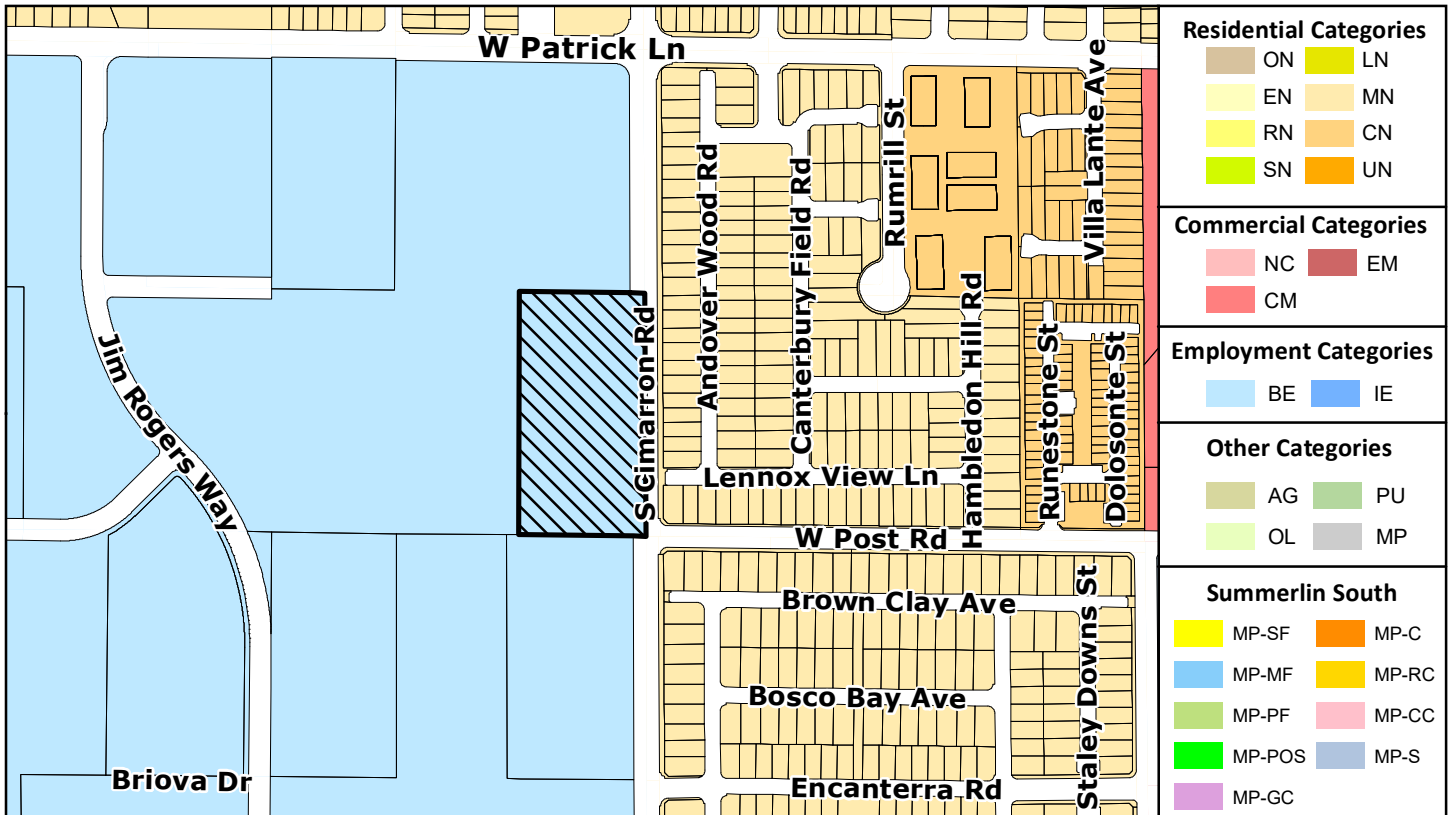 W Patrick Ln
Andover Wood Rd
Canterbury Field Rd
Rumrill St
Villa Lante Ave
Hambledon Hill Rd
S Cimarron Rd
Jim Rogers Way
Runestone St
Dolosonte St
Lennox View Ln
W Post Rd
Brown Clay Ave
Bosco Bay Ave
Staley Downs St
Briova Dr
Encanterra Rd
Residential Categories
ON LN
EN MN
RN CN
SN UN
Commercial Categories
NC EM
CM
Employment Categories
BE IE
Other Categories
AG PU
OL MP
Summerlin South
MP-SF MP-C
MP-MF MP-RC
MP-PF MP-CC
MP-POS MP-S
MP-GC